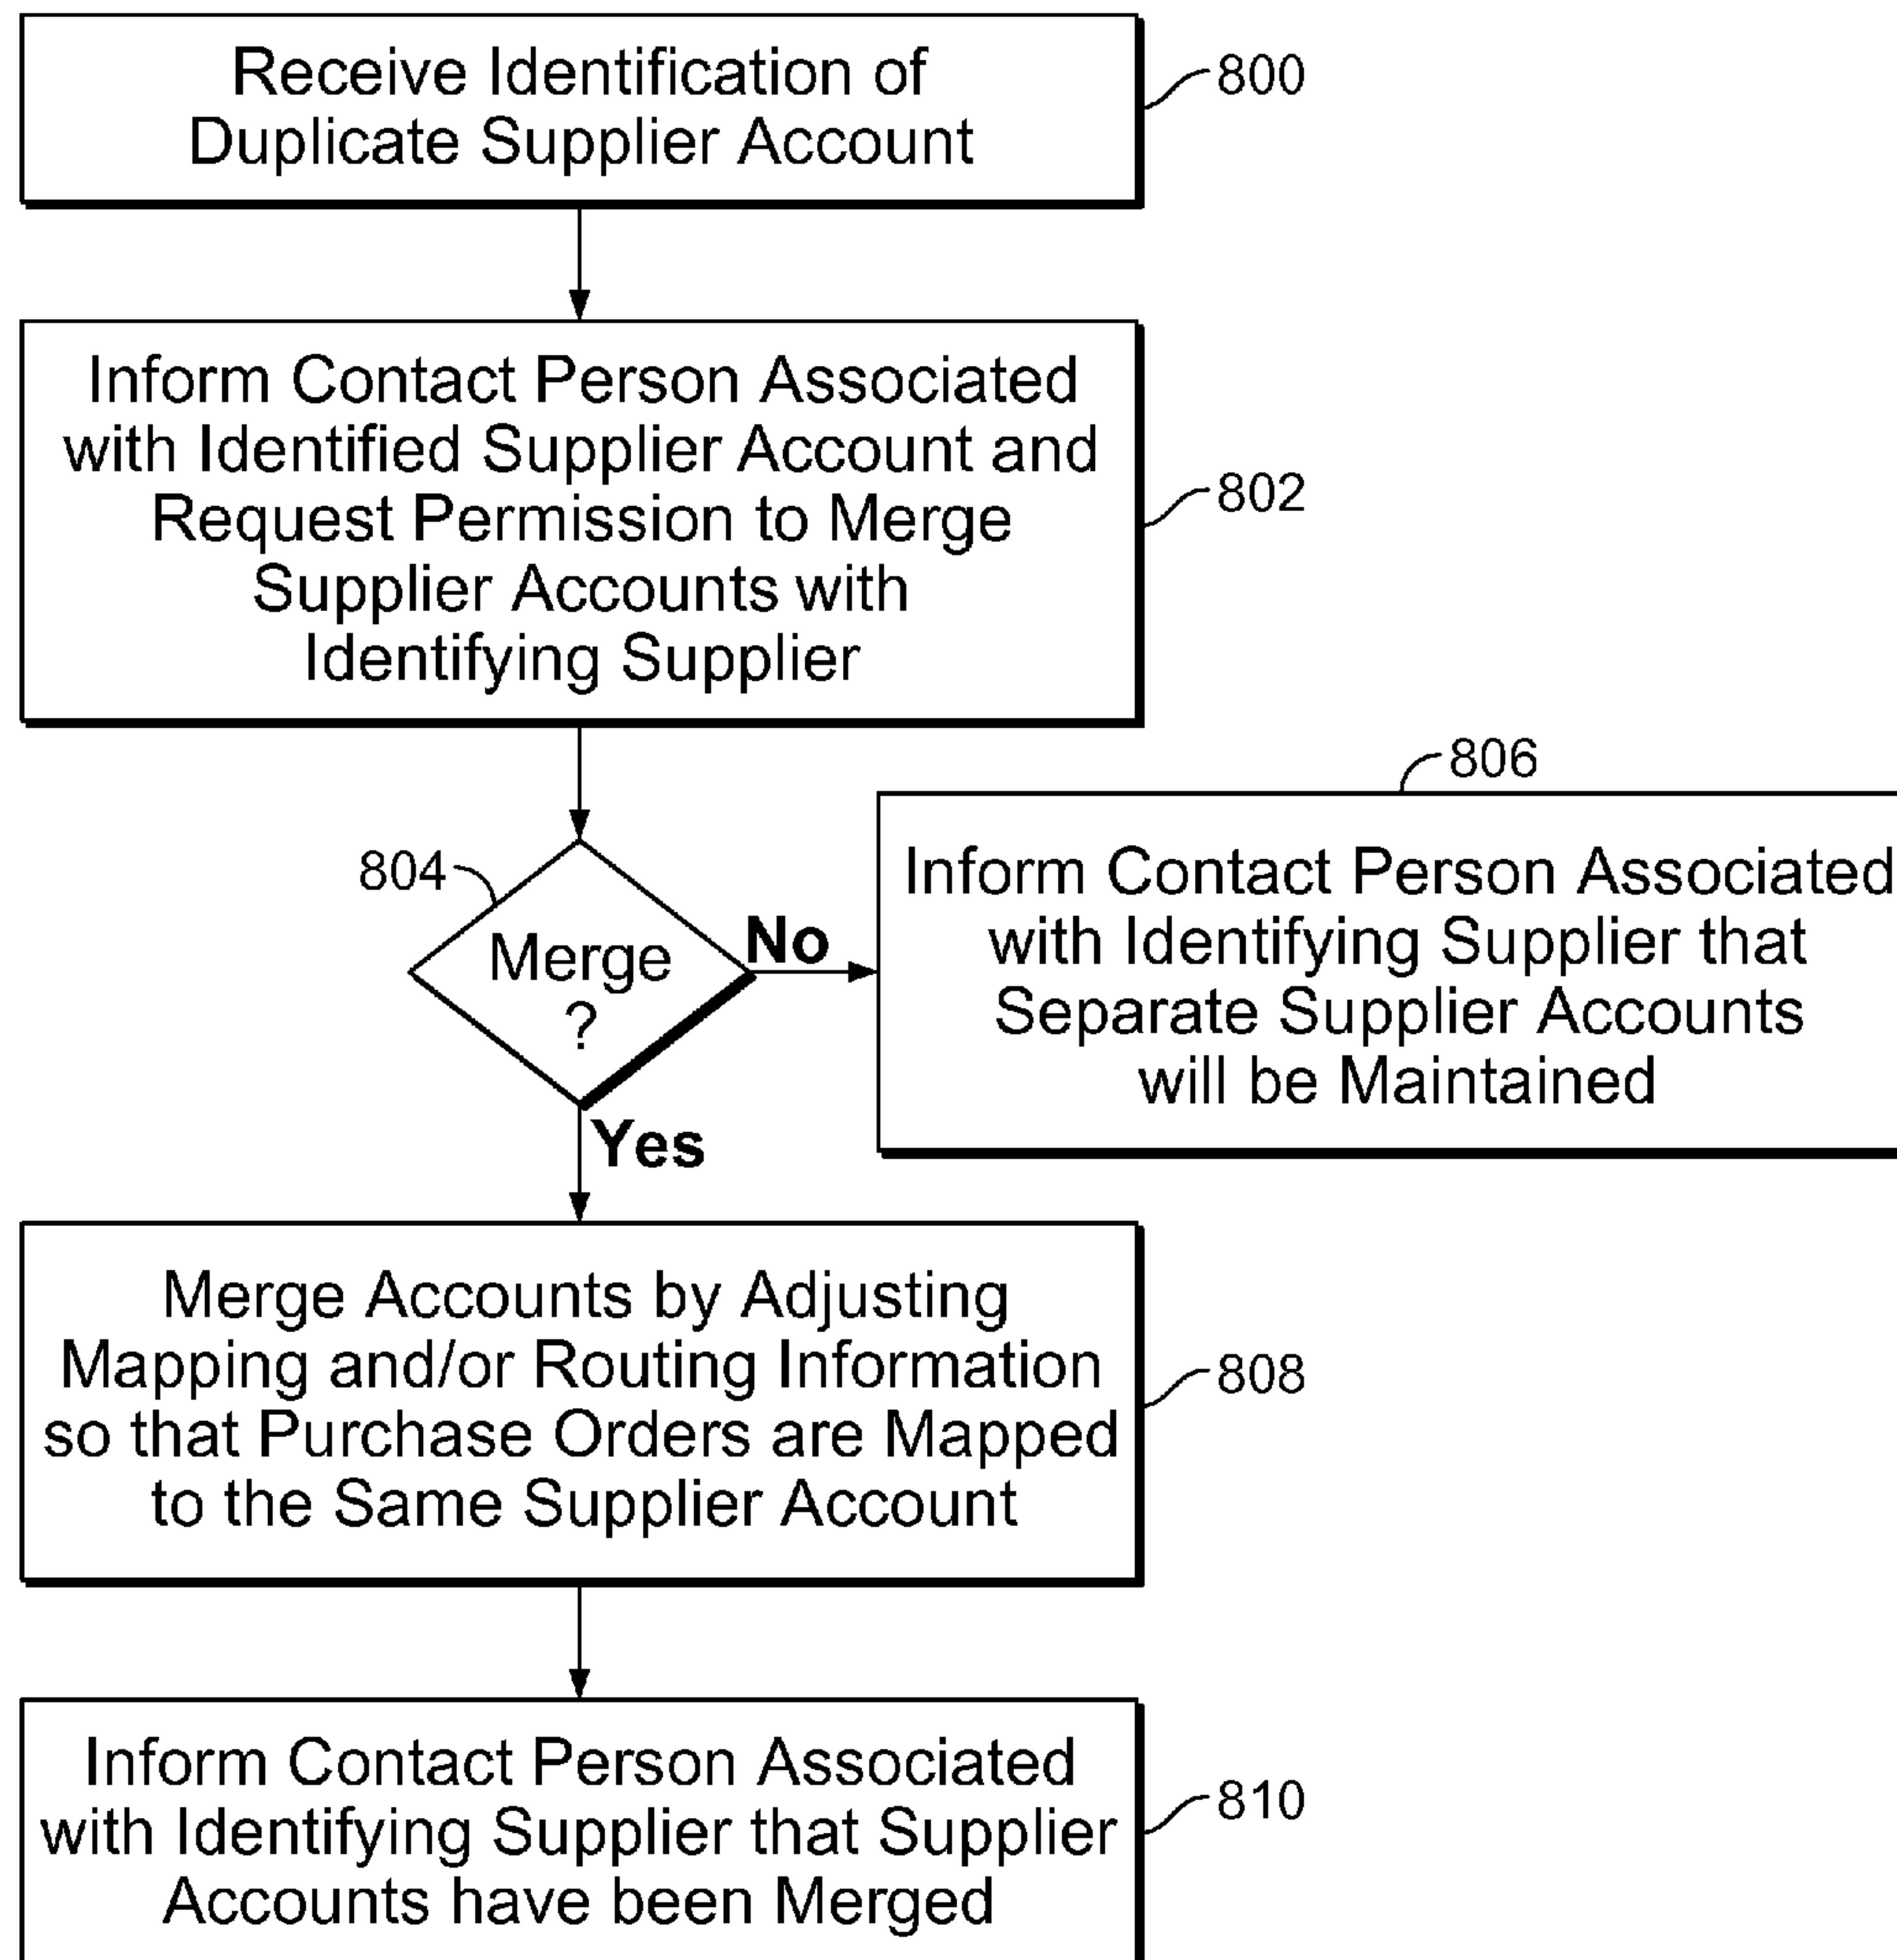 Receive Identification of
Duplicate Supplier Account
800
Inform Contact Person Associated
with Identified Supplier Account and
Request Permission to Merge
Supplier Accounts with
Identifying Supplier
802
804
Merge
?
No
806
Inform Contact Person Associated
with Identifying Supplier that
Separate Supplier Accounts
will be Maintained
Yes
Merge Accounts by Adjusting
Mapping and/or Routing Information
so that Purchase Orders are Mapped
to the Same Supplier Account
808
Inform Contact Person Associated
with Identifying Supplier that Supplier
Accounts have been Merged
810